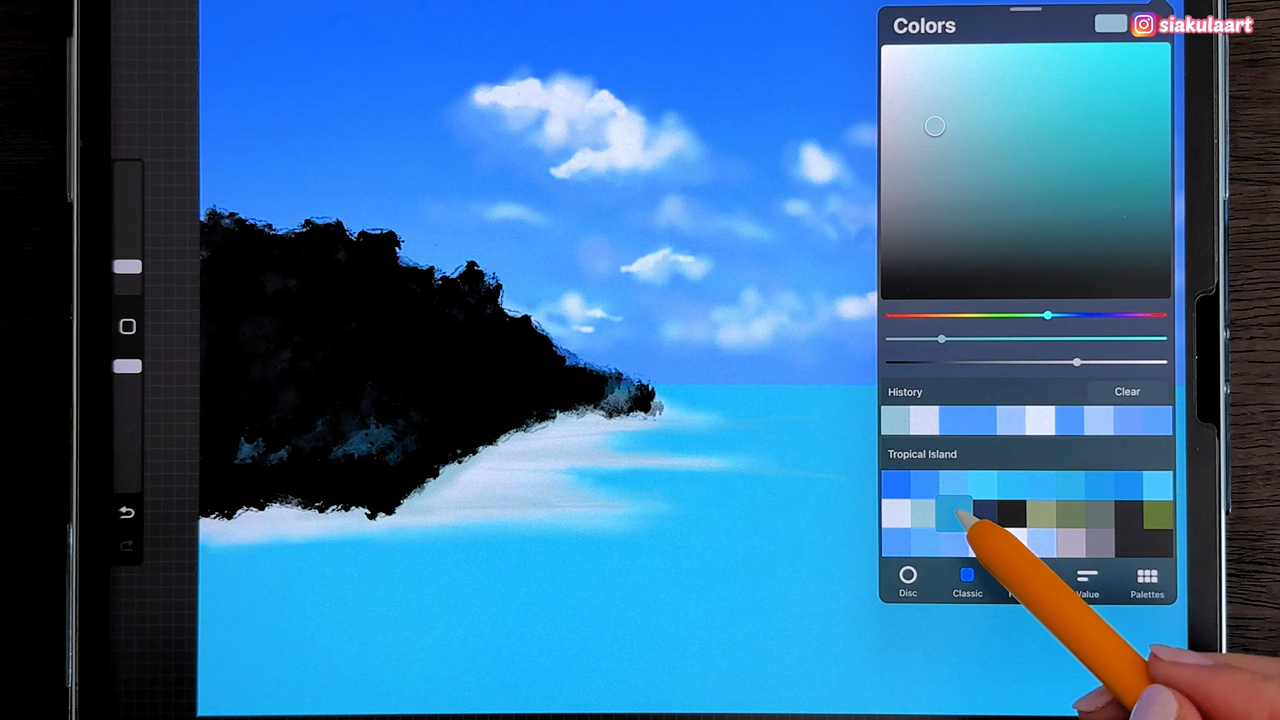 Colors
siakulaart
History
Clear
Tropical Island
Disc
Classic
Value
Palettes